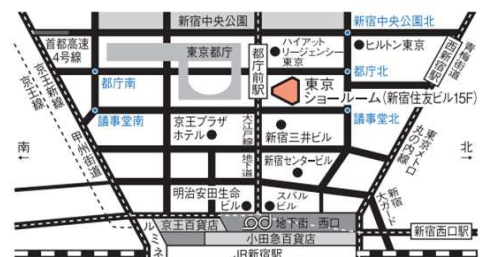 新宿中央公園
新宿中央公園北
首都高速
4号線
東京都庁
都庁前駅
ハイアット
リージェンシー
東京
ヒルトン東京
青梅街道
西新宿駅
京王新線
京王線
都庁南
都庁北
東京
ショールーム(新宿住友ビル15F)
議事堂南
京王プラザ
ホテル
大江戸線
地下道
新宿三井ビル
議事堂北
東京メトロ
丸の内線
南
←
甲州街道
新宿センタービル
北
→
明治安田生命
ビル
スバル
ビル
新宿
大ガード
ルミネ
京王百貨店
地下街
西口
新宿西口駅
小田急百貨店
JR新宿駅